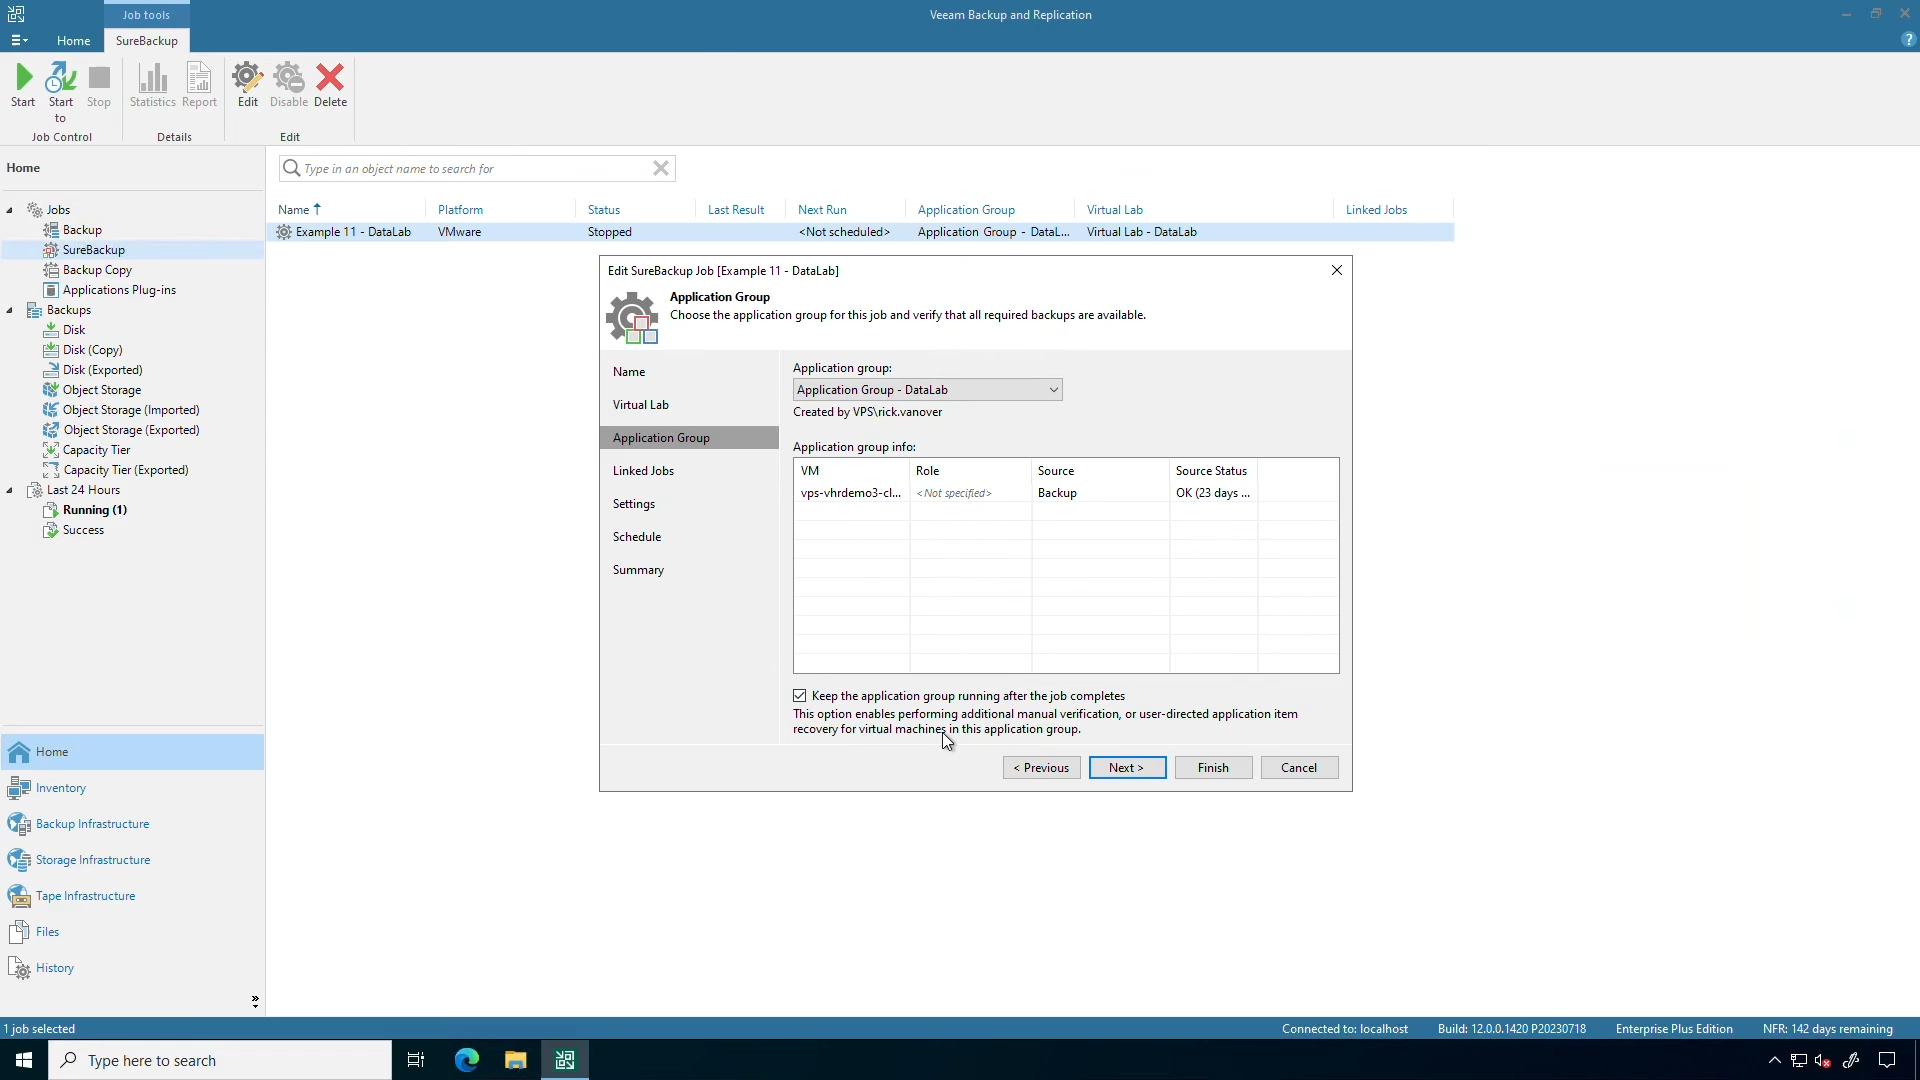 Job tools
Veeam Backup and Replication
Home
SureBackup
?
Start
Start
to
Stop
Statistics
Report
Edit
Disable
Delete
Job Control
Details
Edit
Home
Type in an object name to search for
Jobs
Backup
SureBackup
Backup Copy
Applications Plug-ins
Backups
Disk
Disk (Copy)
Disk (Exported)
Object Storage
Object Storage (Imported)
Object Storage (Exported)
Capacity Tier
Capacity Tier (Exported)
Last 24 Hours
Running (1)
Success
Name Platform Status Last Result Next Run Application Group Virtual Lab Linked Jobs
Example 11 - DataLab VMware Stopped <Not scheduled> Application Group - DataL... Virtual Lab - DataLab
Edit SureBackup Job [Example 11 - DataLab]
Application Group
Choose the application group for this job and verify that all required backups are available.
Name
Virtual Lab
Application Group
Linked Jobs
Settings
Schedule
Summary
Application group:
Application Group - DataLab
Created by VPS\rick.vanover
Application group info:
VM Role Source Source Status
vps-vhrdemo3-cl... <Not specified> Backup OK (23 days ...
Keep the application group running after the job completes
This option enables performing additional manual verification, or user-directed application item
recovery for virtual machines in this application group.
< Previous
Next >
Finish
Cancel
Home
Inventory
Backup Infrastructure
Storage Infrastructure
Tape Infrastructure
Files
History
1 job selected
Connected to: localhost
Build: 12.0.0.1420 P20230718
Enterprise Plus Edition
NFR: 142 days remaining
Type here to search